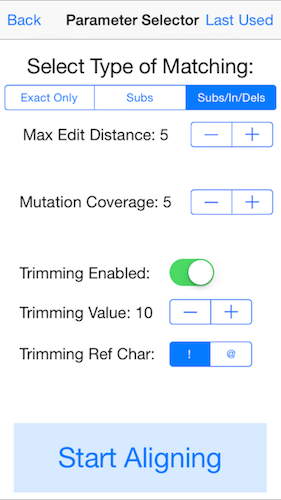 Back Parameter Selector Last Used
Select Type of Matching:
Exact Only Subs Subs/In/Dels
Max Edit Distance: 5 − +
Mutation Coverage: 5 − +
Trimming Enabled:
Trimming Value: 10 − +
Trimming Ref Char: ! @
Start Aligning